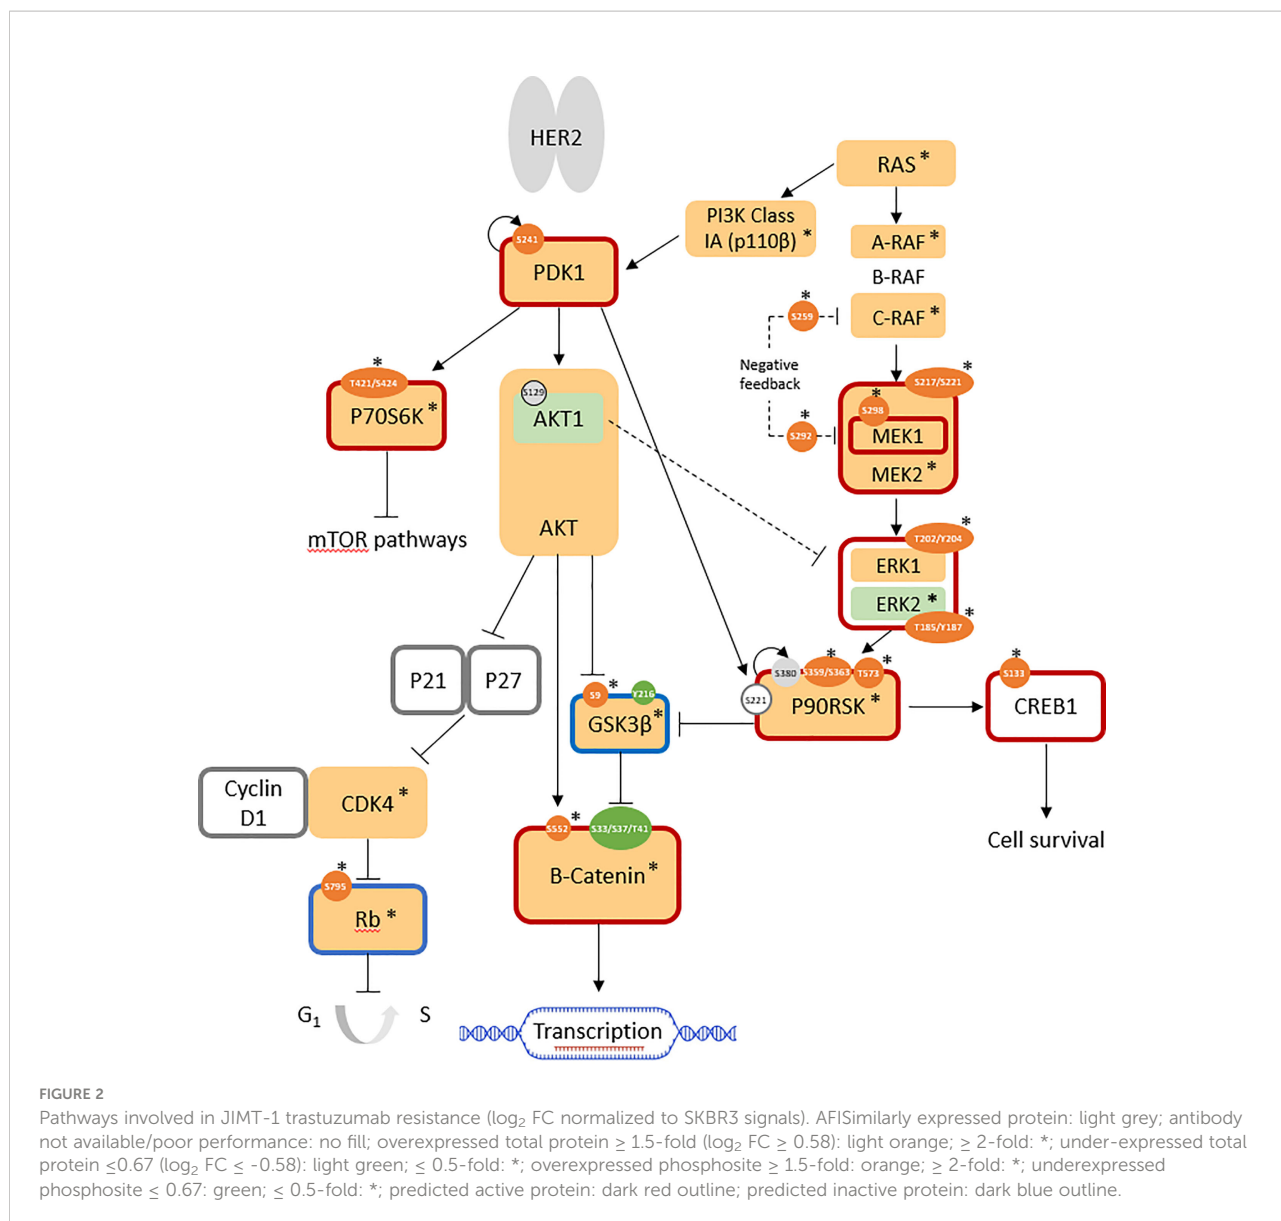 HER2
RAS *
PI3K Class
IA (p110β) *
A-RAF *
B-RAF
C-RAF *
S241
PDK1
*
S259
Negative
feedback
*
S292
*
S217/S221
*
S298
MEK1
MEK2 *
*
T421/S424
P70S6K *
mTOR pathways
S129
AKT1
AKT
*
T202/Y204
ERK1
ERK2 *
*
T185/Y187
P21
P27
S9 *
Y216
GSK3β *
S221
S380
*
S359/S363
*
T573
P90RSK *
*
S133
CREB1
Cell survival
Cyclin
D1
CDK4 *
*
S795
Rb *
G1
S
S552 *
S33/S37/T41
B-Catenin *
Transcription
FIGURE 2
Pathways involved in JIMT-1 trastuzumab resistance (log2 FC normalized to SKBR3 signals). AFISimilarly expressed protein: light grey; antibody
not available/poor performance: no fill; overexpressed total protein ≥ 1.5-fold (log2 FC ≥ 0.58): light orange; ≥ 2-fold: *; under-expressed total
protein ≤0.67 (log2 FC ≤ -0.58): light green; ≤ 0.5-fold: *; overexpressed phosphosite ≥ 1.5-fold: orange; ≥ 2-fold: *; underexpressed
phosphosite ≤ 0.67: green; ≤ 0.5-fold: *; predicted active protein: dark red outline; predicted inactive protein: dark blue outline.